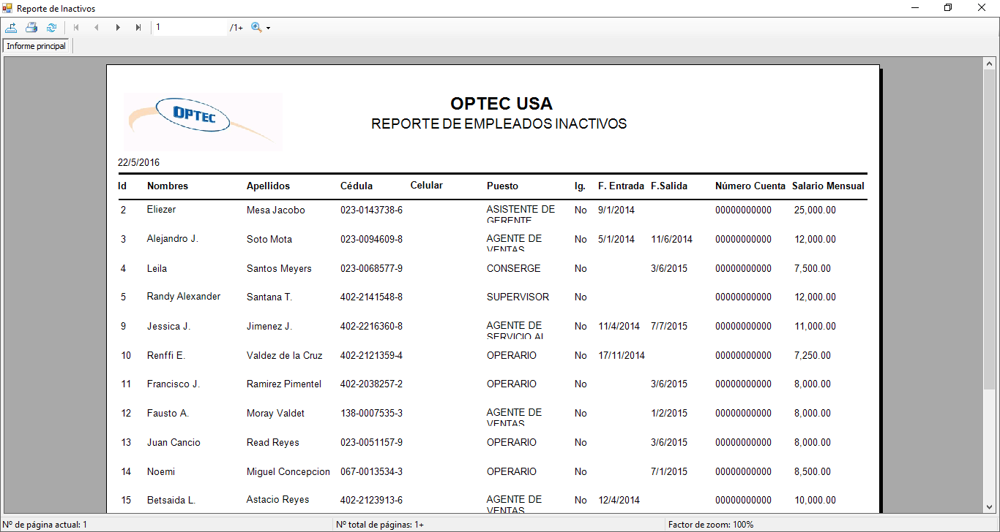 Reporte de Inactivos
1 /1+
Informe principal
OPTEC
OPTEC USA
REPORTE DE EMPLEADOS INACTIVOS
22/5/2016
Id Nombres Apellidos Cédula Celular Puesto Ig. F. Entrada F.Salida Número Cuenta Salario Mensual
2 Eliezer Mesa Jacobo 023-0143738-6 ASISTENTE DE No 9/1/2014 00000000000 25,000.00
GERENTE
3 Alejandro J. Soto Mota 023-0094609-8 AGENTE DE No 5/1/2014 11/6/2014 00000000000 12,000.00
VENTAS
4 Leila Santos Meyers 023-0068577-9 CONSERGE No 3/6/2015 00000000000 7,500.00
5 Randy Alexander Santana T. 402-2141548-8 SUPERVISOR No 00000000000 12,000.00
9 Jessica J. Jimenez J. 402-2216360-8 AGENTE DE No 11/4/2014 7/7/2015 00000000000 11,000.00
SERVICIO AL
10 Renffi E. Valdez de la Cruz 402-2121359-4 OPERARIO No 17/11/2014 00000000000 7,250.00
11 Francisco J. Ramirez Pimentel 402-2038257-2 OPERARIO No 3/6/2015 00000000000 8,000.00
12 Fausto A. Moray Valdet 138-0007535-3 AGENTE DE No 1/2/2015 00000000000 8,000.00
VENTAS
13 Juan Cancio Read Reyes 023-0051157-9 OPERARIO No 3/6/2015 00000000000 8,000.00
14 Noemi Miguel Concepcion 067-0013534-3 OPERARIO No 7/1/2015 00000000000 8,500.00
15 Betsaida L. Astacio Reyes 402-2123913-6 AGENTE DE No 12/4/2014 00000000000 10,000.00
VENTAS
Nº de página actual: 1 Nº total de páginas: 1+ Factor de zoom: 100%